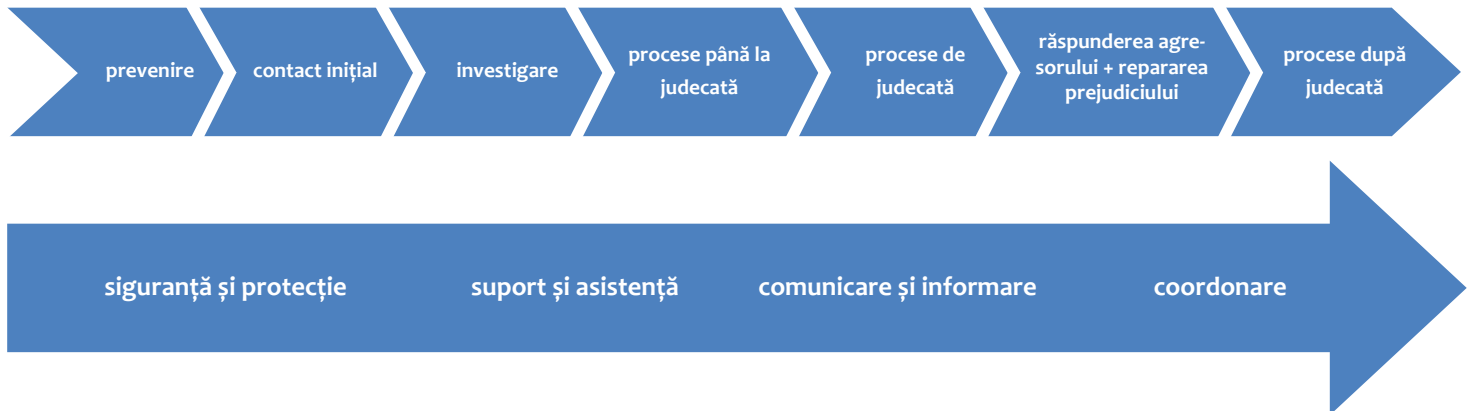 prevenire
contact inițial
investigare
procese până la
judecată
procese de
judecată
răspunderea agre-
sorului + repararea
prejudiciului
procese după
judecată
siguranță și protecție
suport și asistență
comunicare și informare
coordonare